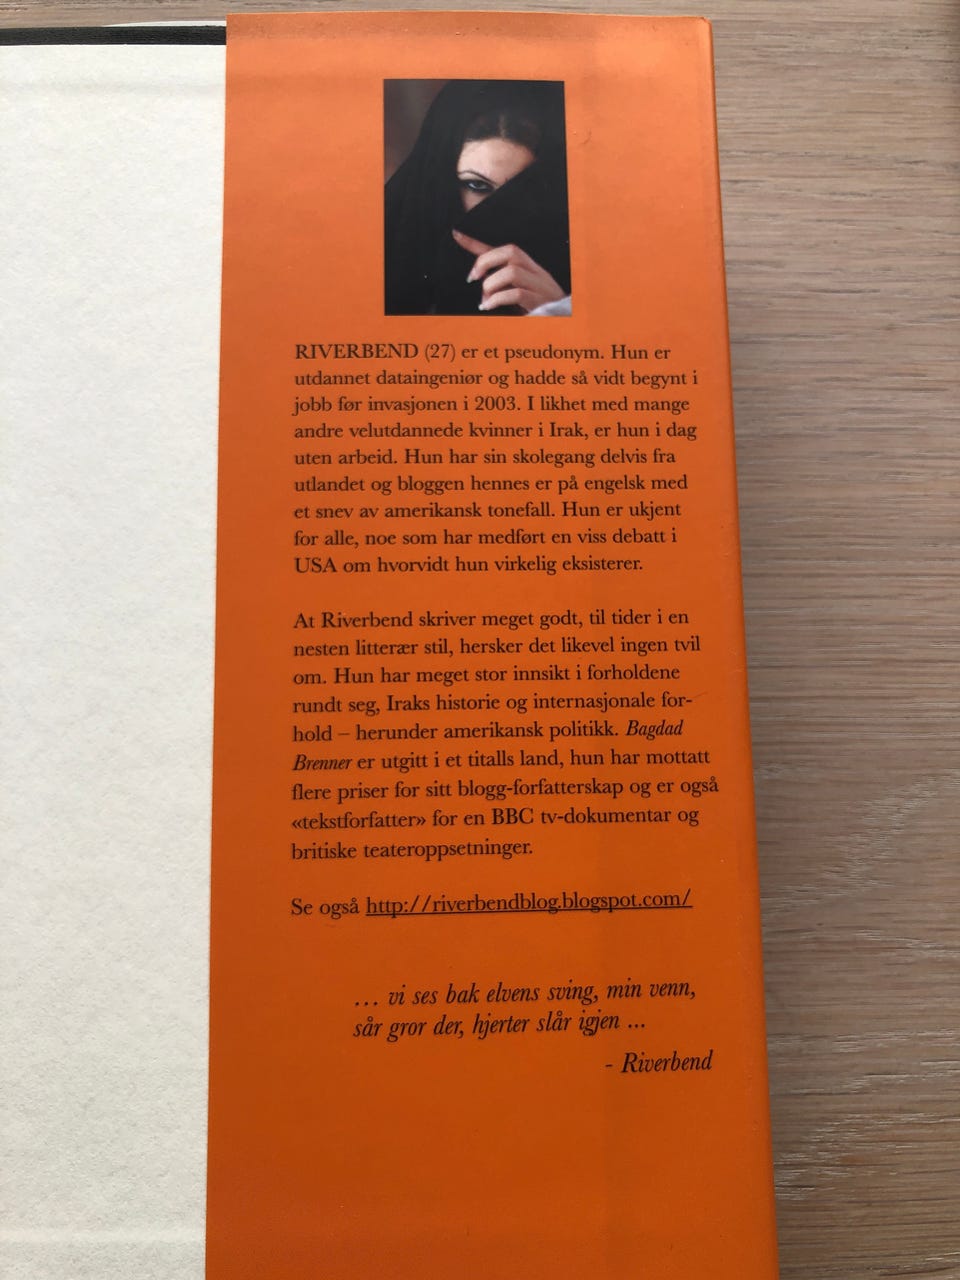 RIVERBEND (27) er et pseudonym. Hun er
utdannet dataingeniør og hadde så vidt begynt i
jobb før invasjonen i 2003. I likhet med mange
andre velutdannede kvinner i Irak, er hun i dag
uten arbeid. Hun har sin skolegang delvis fra
utlandet og bloggen hennes er på engelsk med
et snev av amerikansk tonefall. Hun er ukjent
for alle, noe som har medført en viss debatt i
USA om hvorvidt hun virkelig eksisterer.
At Riverbend skriver meget godt, til tider i en
nesten litterær stil, hersker det likevel ingen tvil
om. Hun har meget stor innsikt i forholdene
rundt seg, Iraks historie og internasjonale for-
hold – herunder amerikansk politikk. Bagdad
Brenner er utgitt i et titalls land, hun har mottatt
flere priser for sitt blogg-forfatterskap og er også
«tekstforfatter» for en BBC tv-dokumentar og
britiske teateroppsetninger.
Se også http://riverbendblog.blogspot.com/
... vi ses bak elvens sving, min venn,
sår gror der, hjerter slår igjen ...
- Riverbend